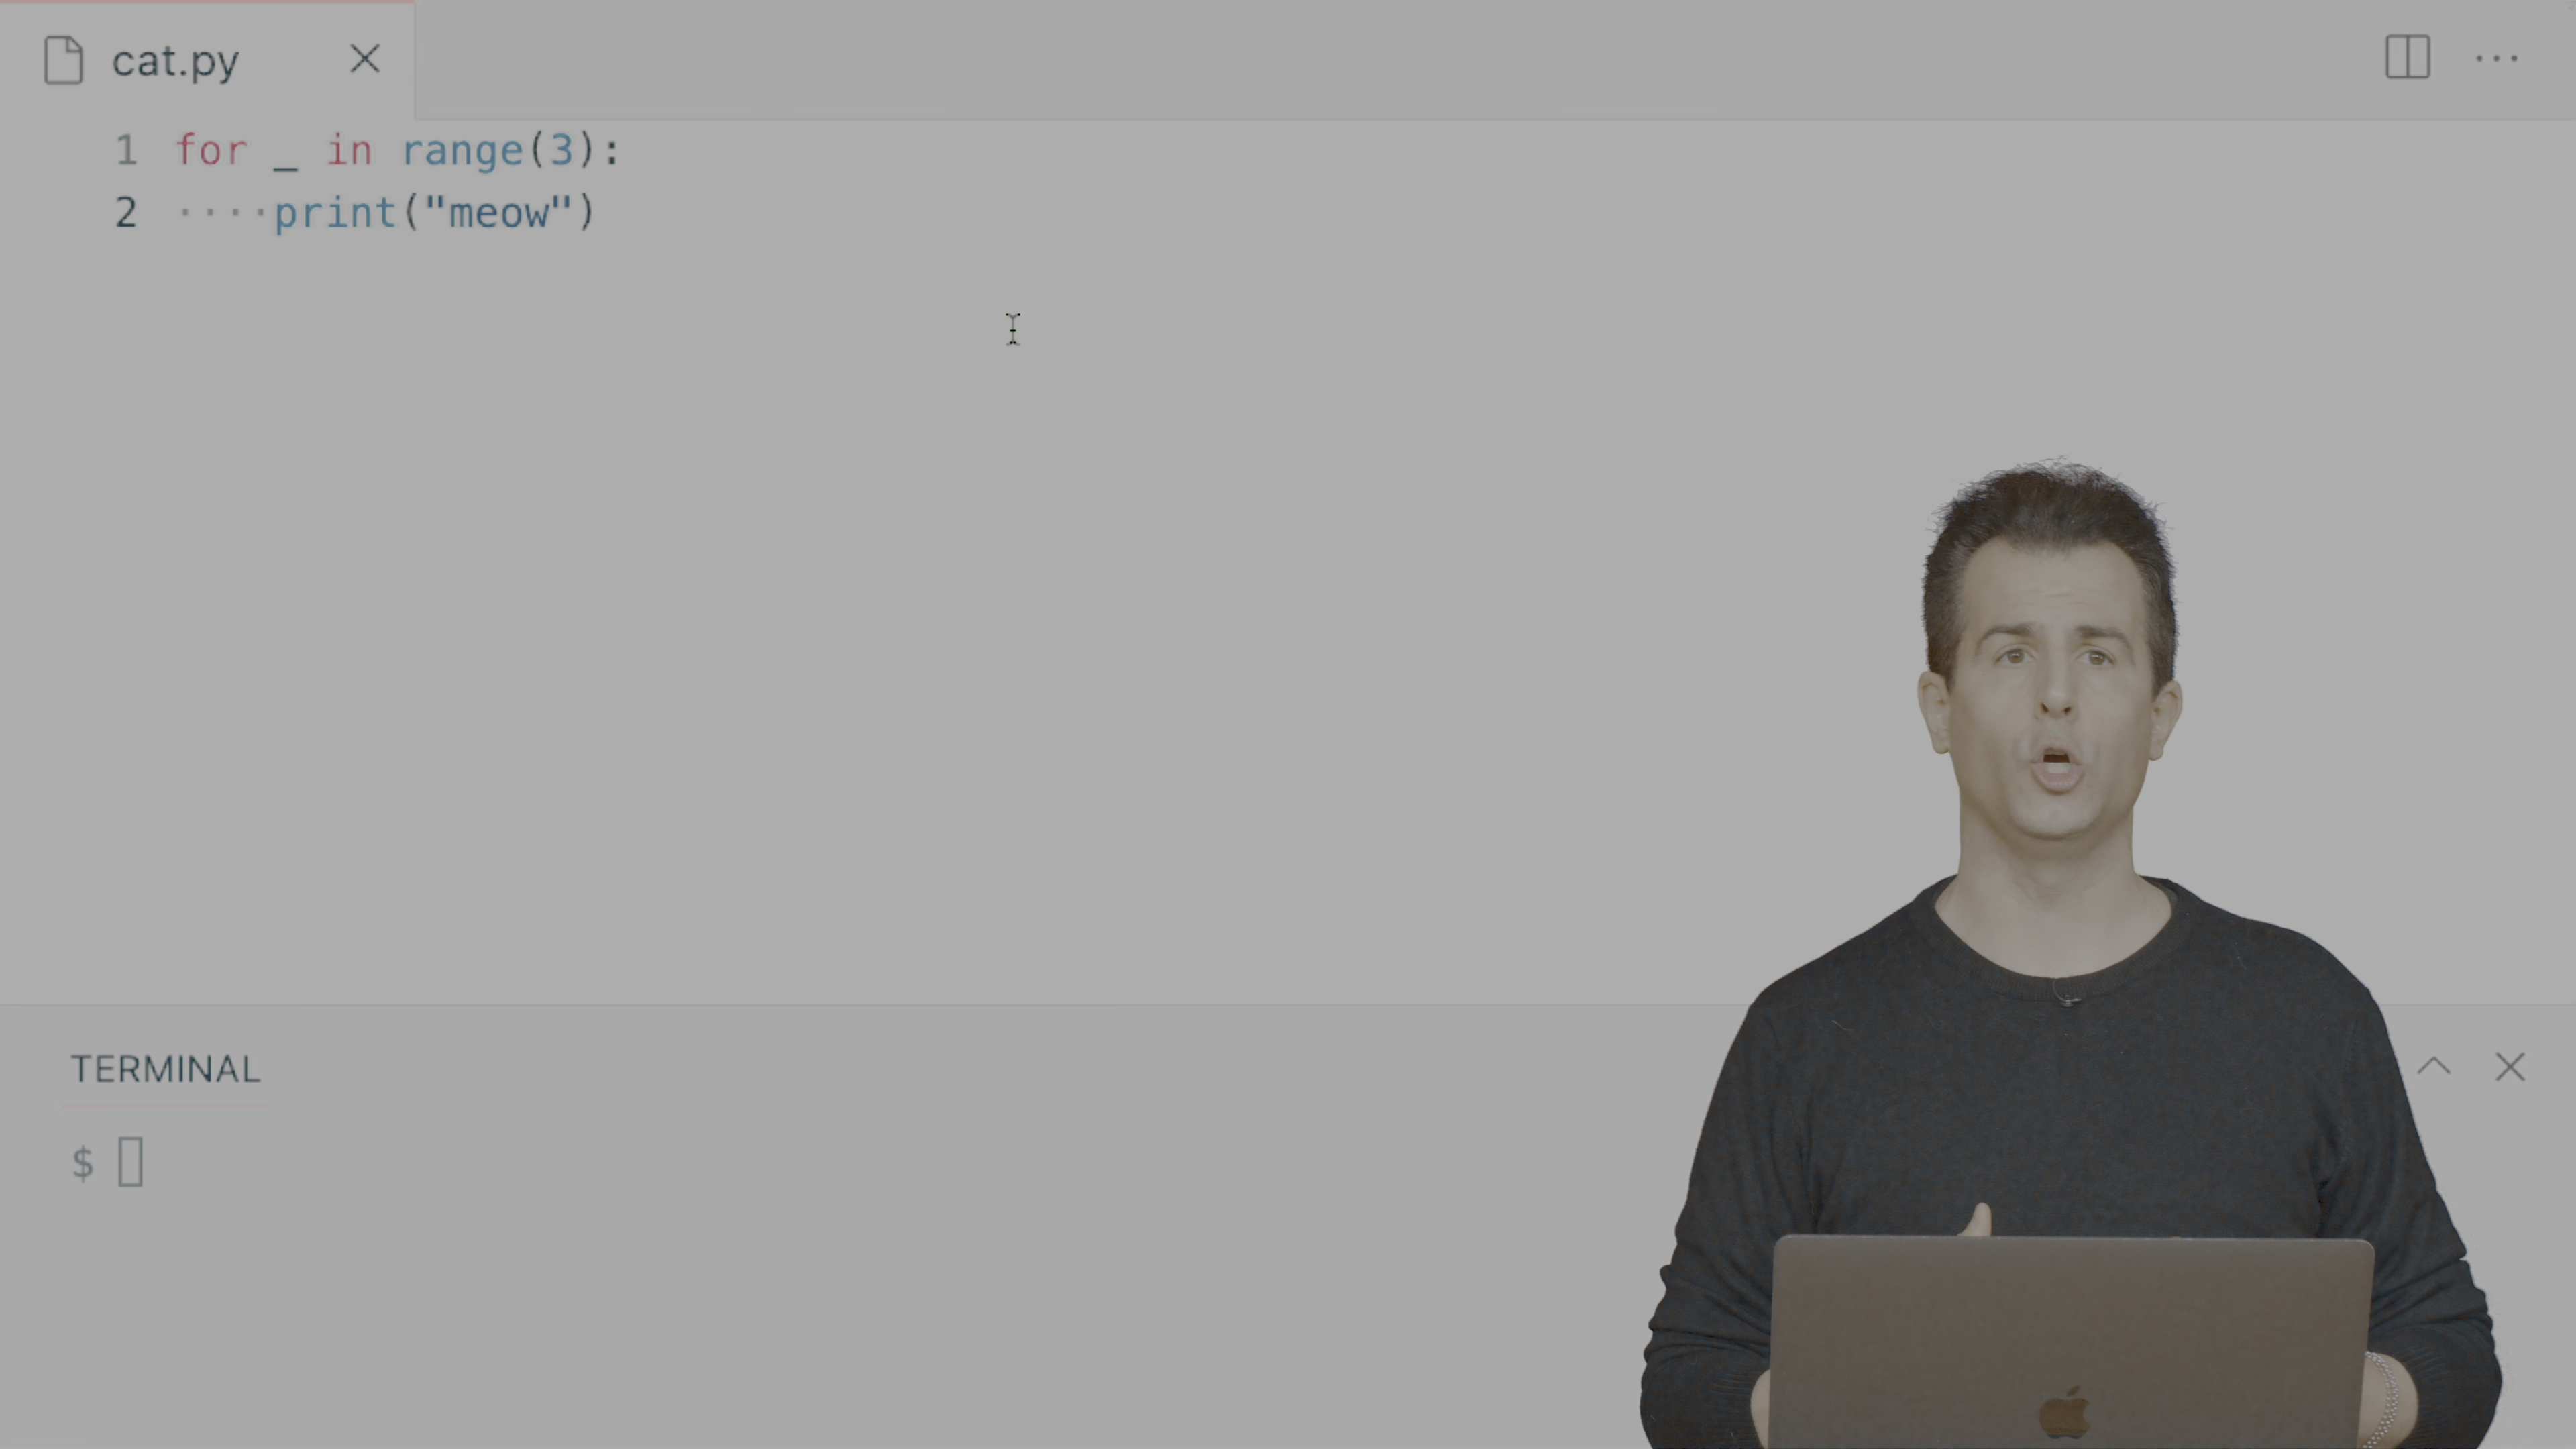 cat.py
1 for _ in range(3):
2 ····print("meow")
TERMINAL
$